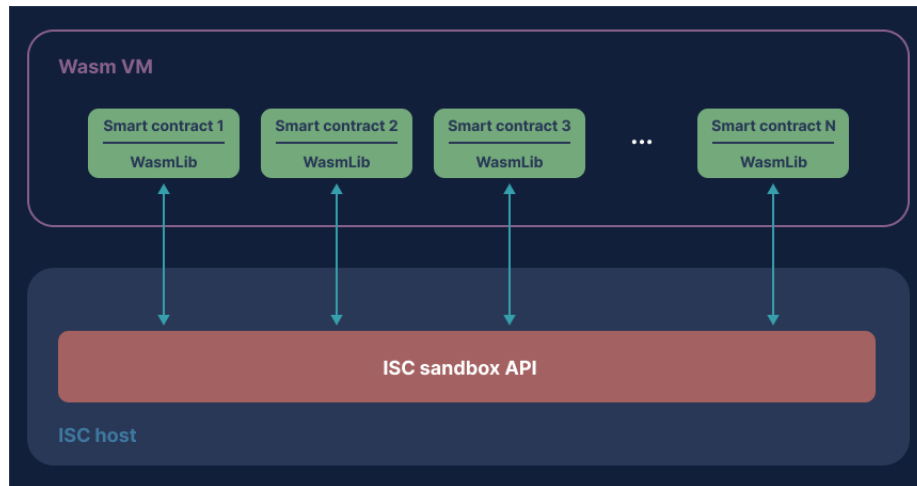 Wasm VM
Smart contract 1
WasmLib
Smart contract 2
WasmLib
Smart contract 3
WasmLib
...
Smart contract N
WasmLib
ISC sandbox API
ISC host